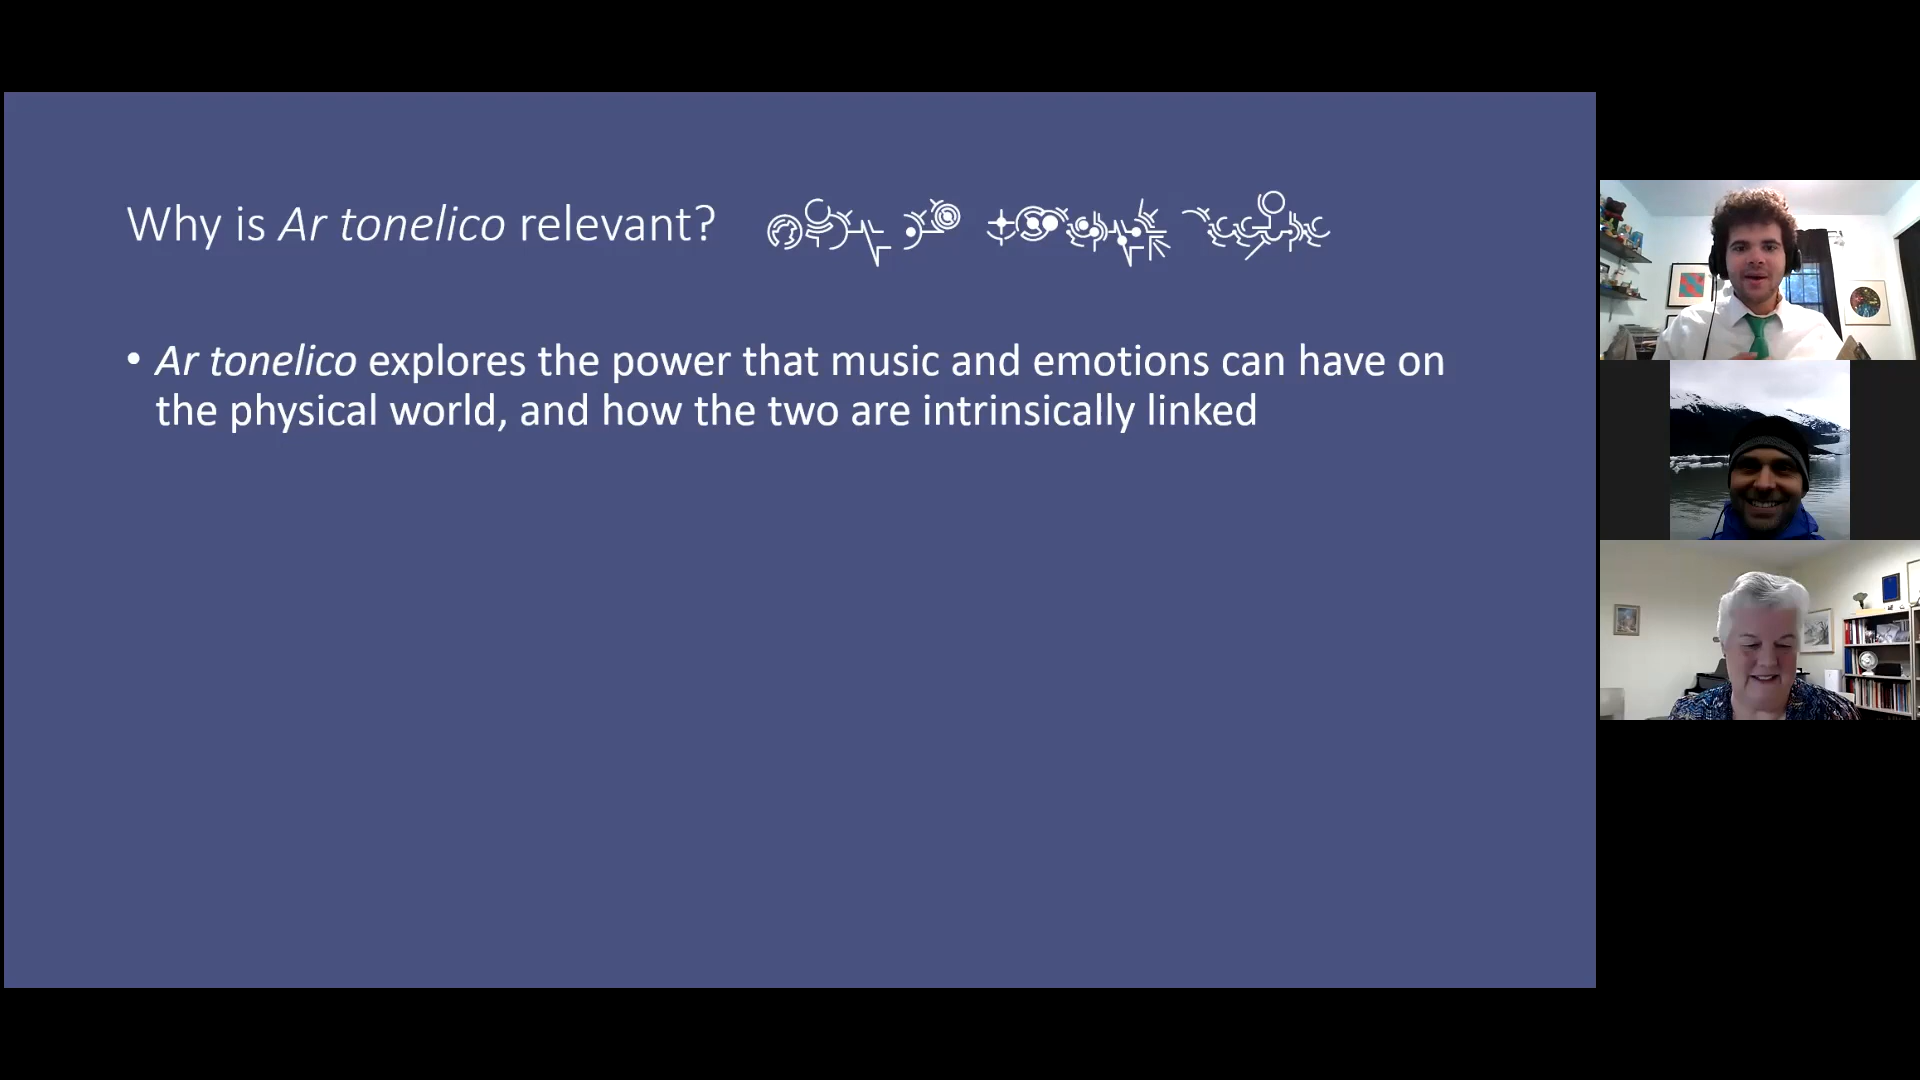 Why is Ar tonelico relevant?
• Ar tonelico explores the power that music and emotions can have on
the physical world, and how the two are intrinsically linked